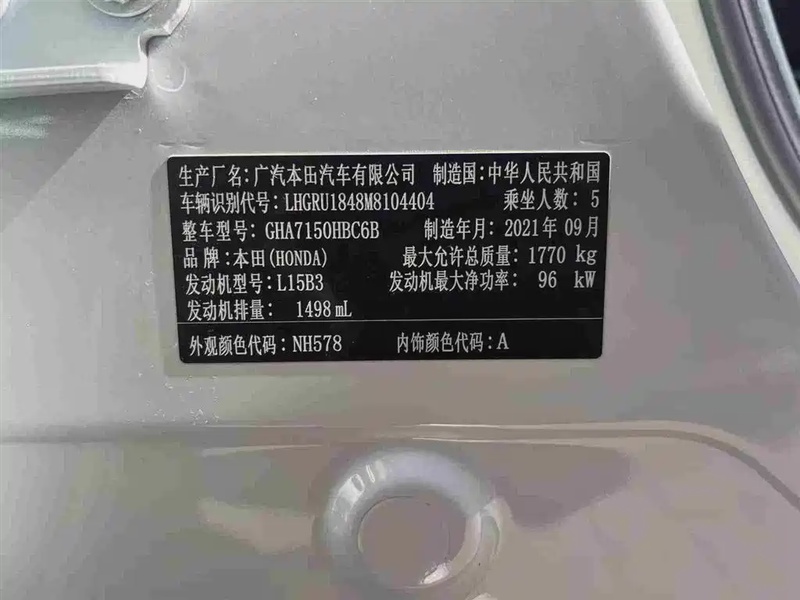 生产厂名:广汽本田汽车有限公司 制造国:中华人民共和国
车辆识别代号:LHGRU1848M8104404 乘坐人数:5
整车型号:GHA7150HBC6B 制造年月:2021年09月
品牌:本田(HONDA) 最大允许总质量:1770 kg
发动机型号:L15B3 发动机最大净功率:96 kW
发动机排量:1498 mL
外观颜色代码:NH578 内饰颜色代码:A